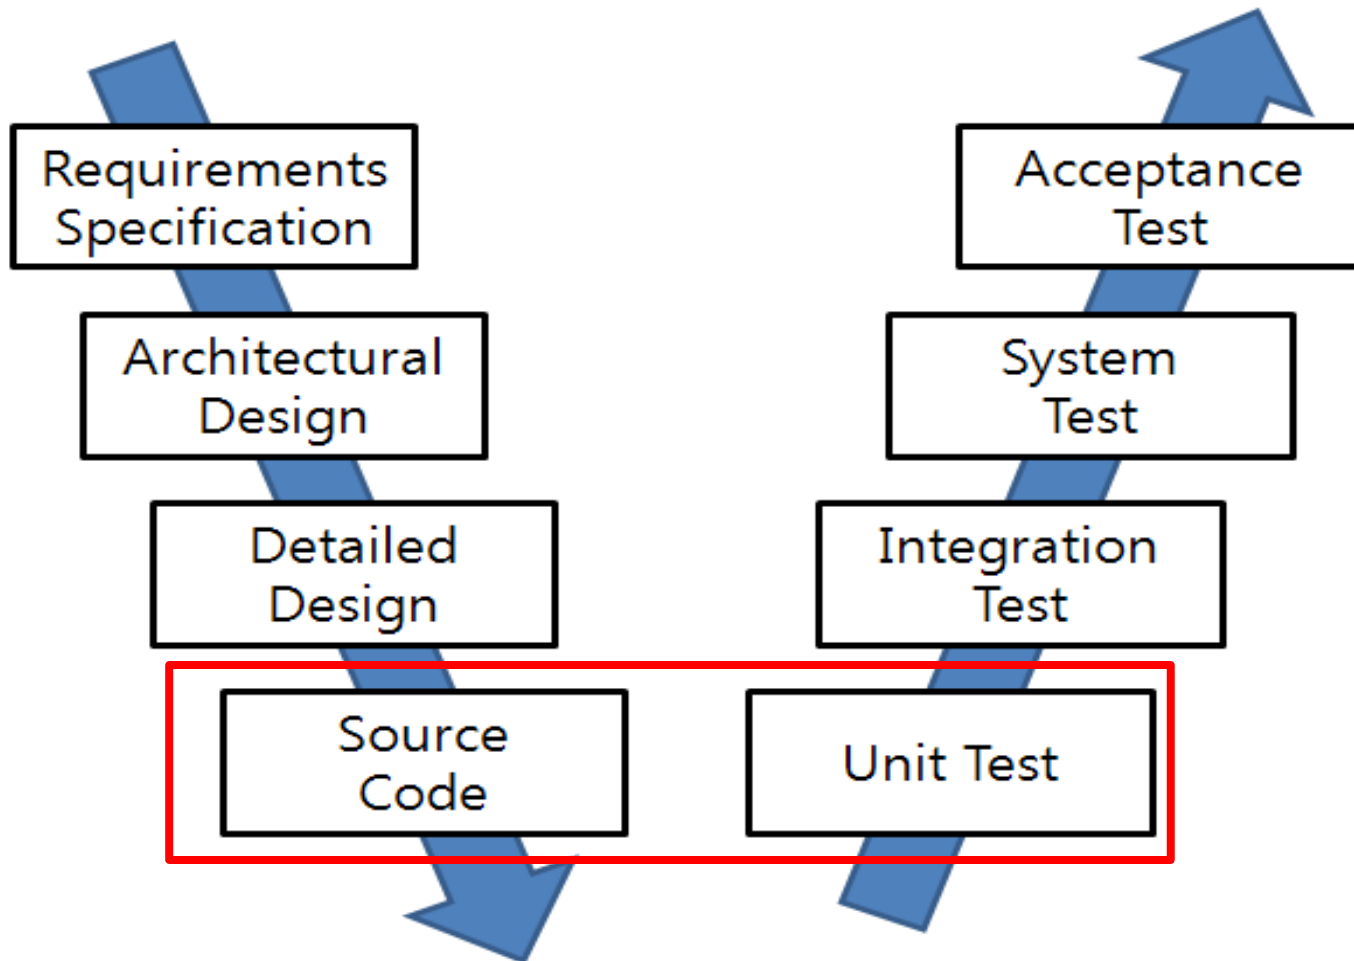 Requirements
Specification
Architectural
Design
Detailed
Design
Source
Code
Acceptance
Test
System
Test
Integration
Test
Unit Test